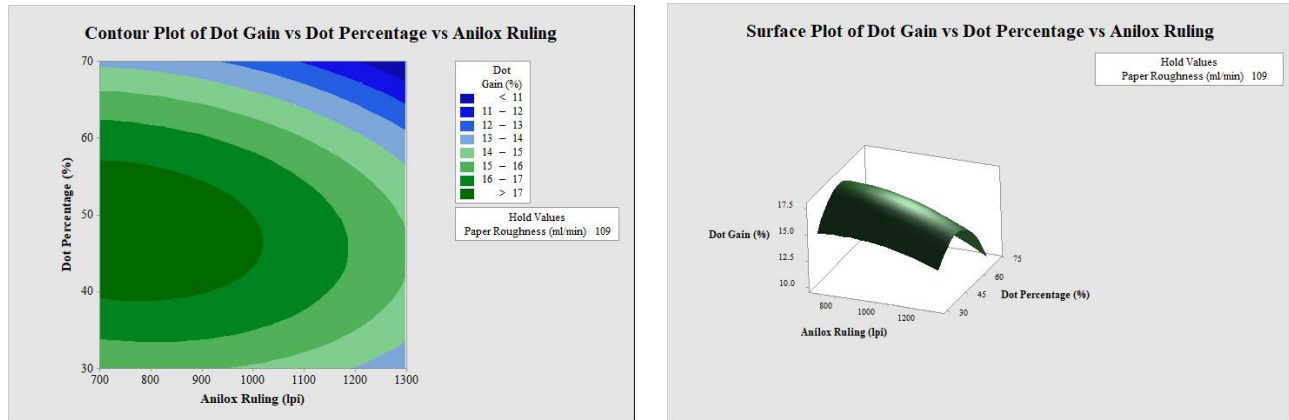 Contour Plot of Dot Gain vs Dot Percentage vs Anilox Ruling
70
60
50
40
30
Dot Percentage (%)
700 800 900 1000 1100 1200 1300
Anilox Ruling (lpi)
Dot
Gain (%)
< 11
11 – 12
12 – 13
13 – 14
14 – 15
15 – 16
16 – 17
> 17
Hold Values
Paper Roughness (ml/min) 109
Surface Plot of Dot Gain vs Dot Percentage vs Anilox Ruling
Hold Values
Paper Roughness (ml/min) 109
17.5
15.0
12.5
10.0
Dot Gain (%)
800 1000 1200
Anilox Ruling (lpi)
75
60
45
30
Dot Percentage (%)